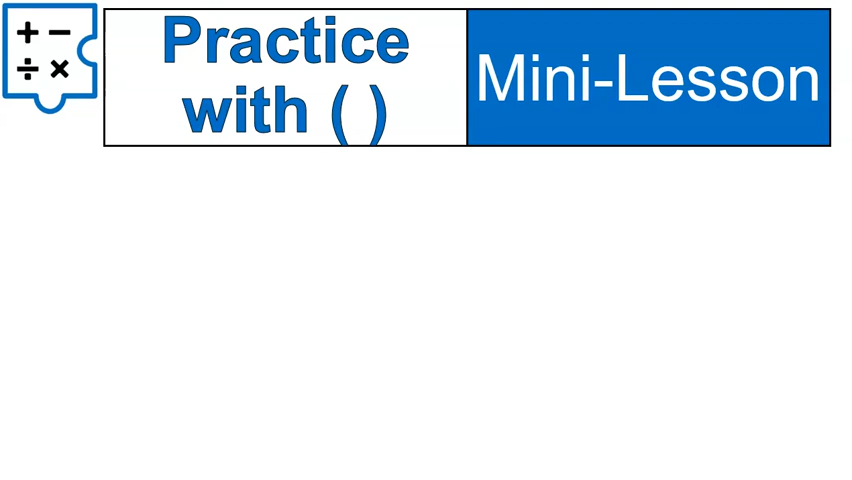 + −
÷ ×
Practice
with ( )
Mini-Lesson